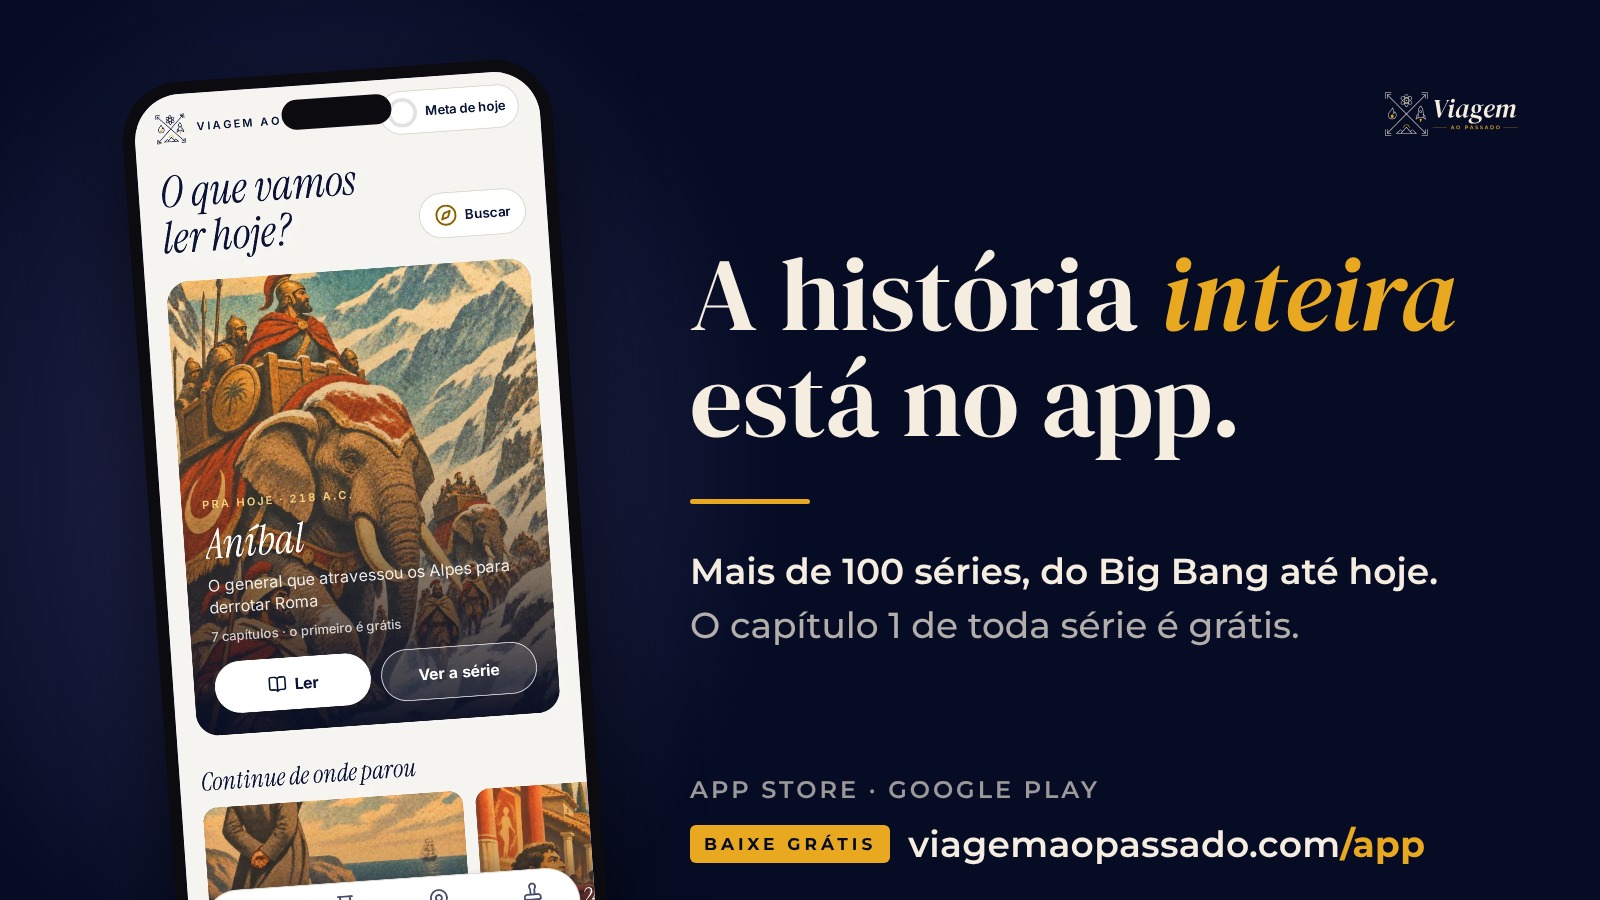 VIAGEM AO
Meta de hoje
O que vamos
ler hoje?
Buscar
PRA HOJE · 218 A.C.
Aníbal
O general que atravessou os Alpes para
derrotar Roma
7 capítulos · o primeiro é grátis
Ler
Ver a série
Continue de onde parou
Viagem
AO PASSADO
A história inteira
está no app.
Mais de 100 séries, do Big Bang até hoje.
O capítulo 1 de toda série é grátis.
APP STORE · GOOGLE PLAY
BAIXE GRÁTIS
viagemaopassado.com/app